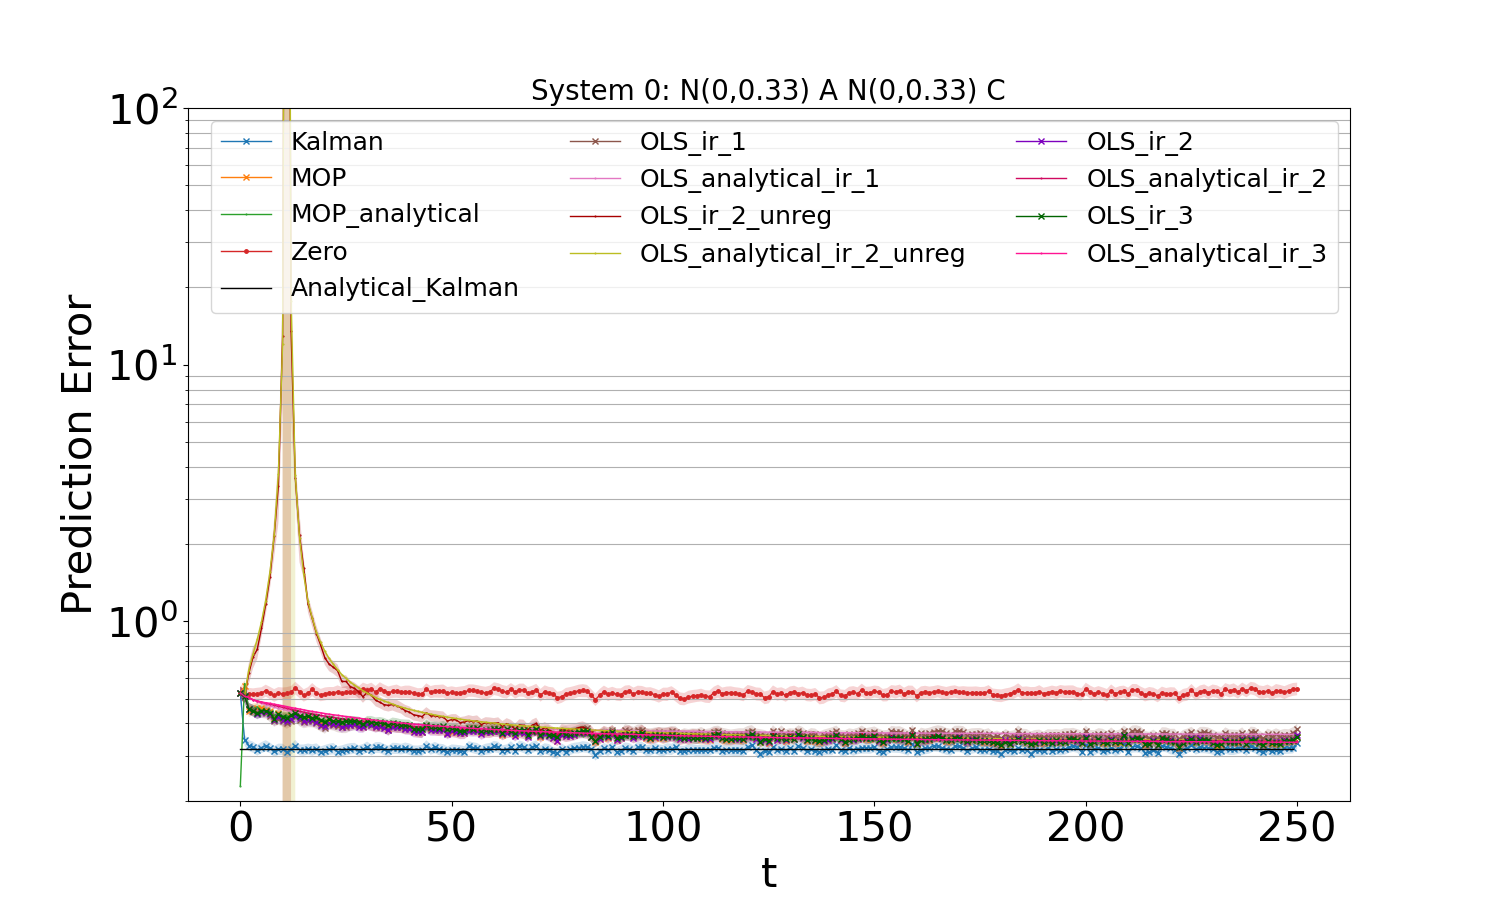 System 0: N(0,0.33) A N(0,0.33) C
Kalman
MOP
MOP_analytical
Zero
Analytical_Kalman
OLS_ir_1
OLS_analytical_ir_1
OLS_ir_2_unreg
OLS_analytical_ir_2_unreg
OLS_ir_2
OLS_analytical_ir_2
OLS_ir_3
OLS_analytical_ir_3
Prediction Error
10²
10¹
10⁰
0 50 100 150 200 250
t